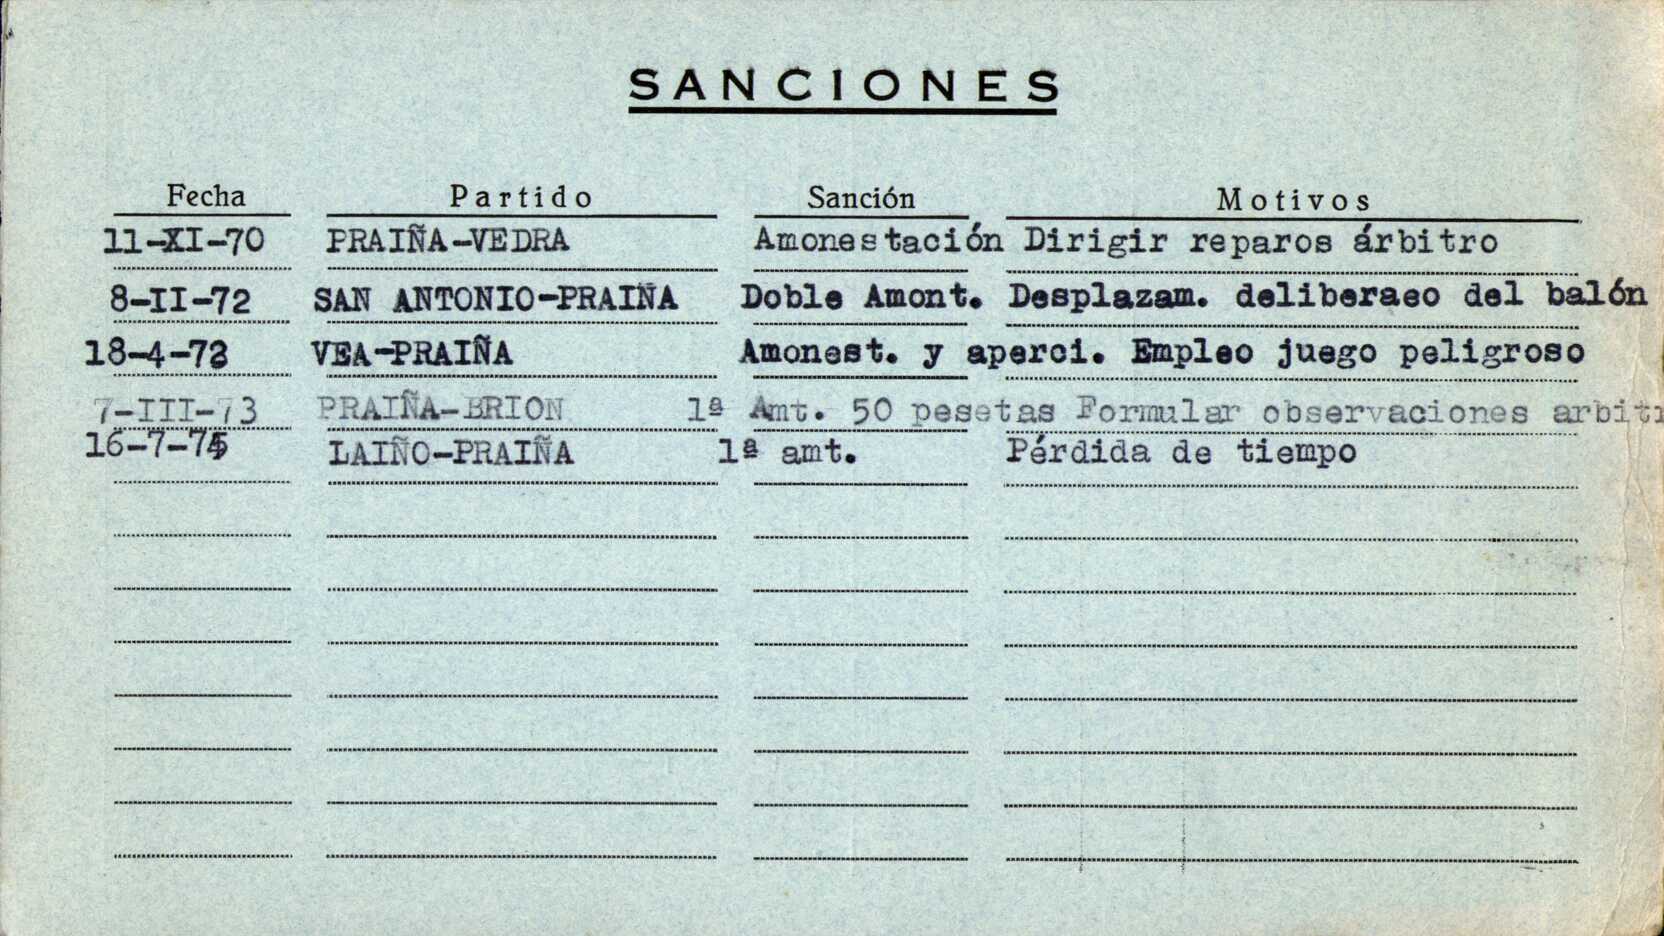 SANCIONES
Fecha Partido Sanción Motivos
11-XI-70 PRAIÑA-VEDRA Amonestación Dirigir reparos árbitro
8-II-72 SAN ANTONIO-PRAIÑA Doble Amont. Desplazam. deliberaeo del balón
18-4-72 VEA-PRAIÑA Amonest. y aperci. Empleo juego peligroso
7-III-73 PRAIÑA-BRION 1ª Amt. 50 pesetas Formular observaciones arbitr
16-7-75 LAIÑO-PRAIÑA 1ª amt. Pérdida de tiempo